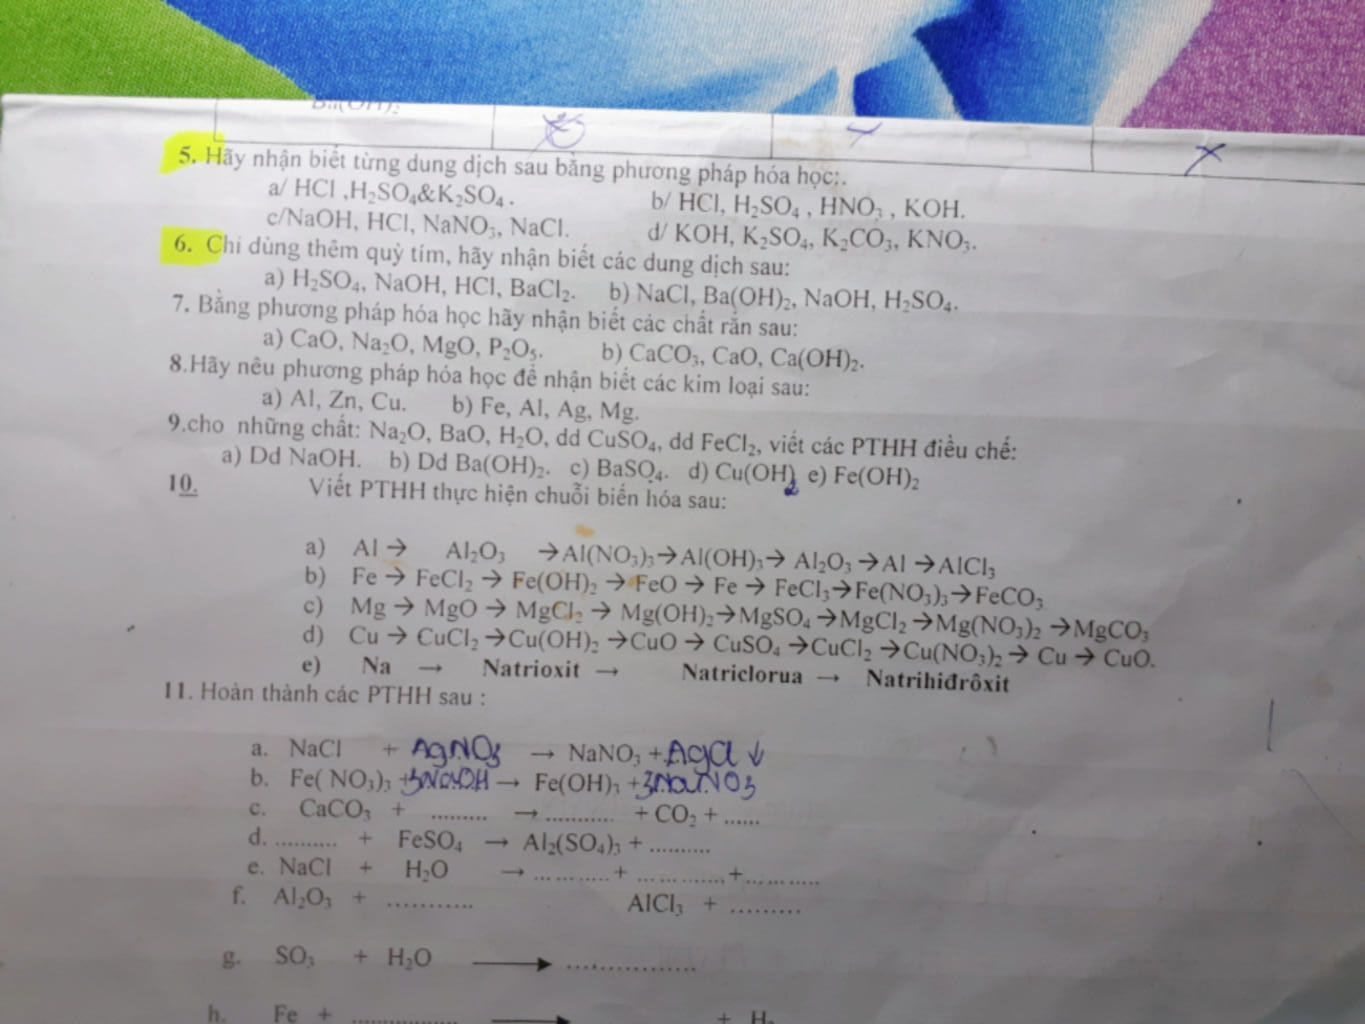 Ba(OH)₂
5. Hãy nhận biết từng dung dịch sau bằng phương pháp hóa học:.
a/ HCl ,H₂SO₄&K₂SO₄. b/ HCl, H₂SO₄ , HNO₃ , KOH.
c/NaOH, HCl, NaNO₃, NaCl. d/ KOH, K₂SO₄, K₂CO₃, KNO₃.
6. Chỉ dùng thêm quỳ tím, hãy nhận biết các dung dịch sau:
a) H₂SO₄, NaOH, HCl, BaCl₂. b) NaCl, Ba(OH)₂, NaOH, H₂SO₄.
7. Bằng phương pháp hóa học hãy nhận biết các chất rắn sau:
a) CaO, Na₂O, MgO, P₂O₅. b) CaCO₃, CaO, Ca(OH)₂.
8.Hãy nêu phương pháp hóa học để nhận biết các kim loại sau:
a) Al, Zn, Cu. b) Fe, Al, Ag, Mg.
9.cho những chất: Na₂O, BaO, H₂O, dd CuSO₄, dd FeCl₂, viết các PTHH điều chế:
a) Dd NaOH. b) Dd Ba(OH)₂. c) BaSO₄. d) Cu(OH)₂ e) Fe(OH)₂
10. Viết PTHH thực hiện chuỗi biến hóa sau:
a) Al → Al₂O₃ →Al(NO₃)₃→Al(OH)₃→ Al₂O₃ →Al →AlCl₃
b) Fe → FeCl₂ → Fe(OH)₂ → FeO → Fe → FeCl₃→Fe(NO₃)₃→FeCO₃
c) Mg → MgO → MgCl₂ → Mg(OH)₂→MgSO₄ →MgCl₂→Mg(NO₃)₂ →MgCO₃
d) Cu → CuCl₂ →Cu(OH)₂ →CuO → CuSO₄ →CuCl₂ →Cu(NO₃)₂→ Cu → CuO.
e) Na → Natrioxit → Natriclorua → Natrihiđrôxit
11. Hoàn thành các PTHH sau :
a. NaCl + AgNO₃ → NaNO₃ + AgCl ↓
b. Fe( NO₃)₃ +3NaOH → Fe(OH)₃ +3NaNO₃
c. CaCO₃ + ......... → ........... + CO₂ + ......
d. .......... + FeSO₄ → Al₂(SO₄)₃ + ..........
e. NaCl + H₂O → ........... + ............. + ............
f. Al₂O₃ + ............ AlCl₃ + ..........
g. SO₃ + H₂O → .................
h. Fe + .............. → + H₂